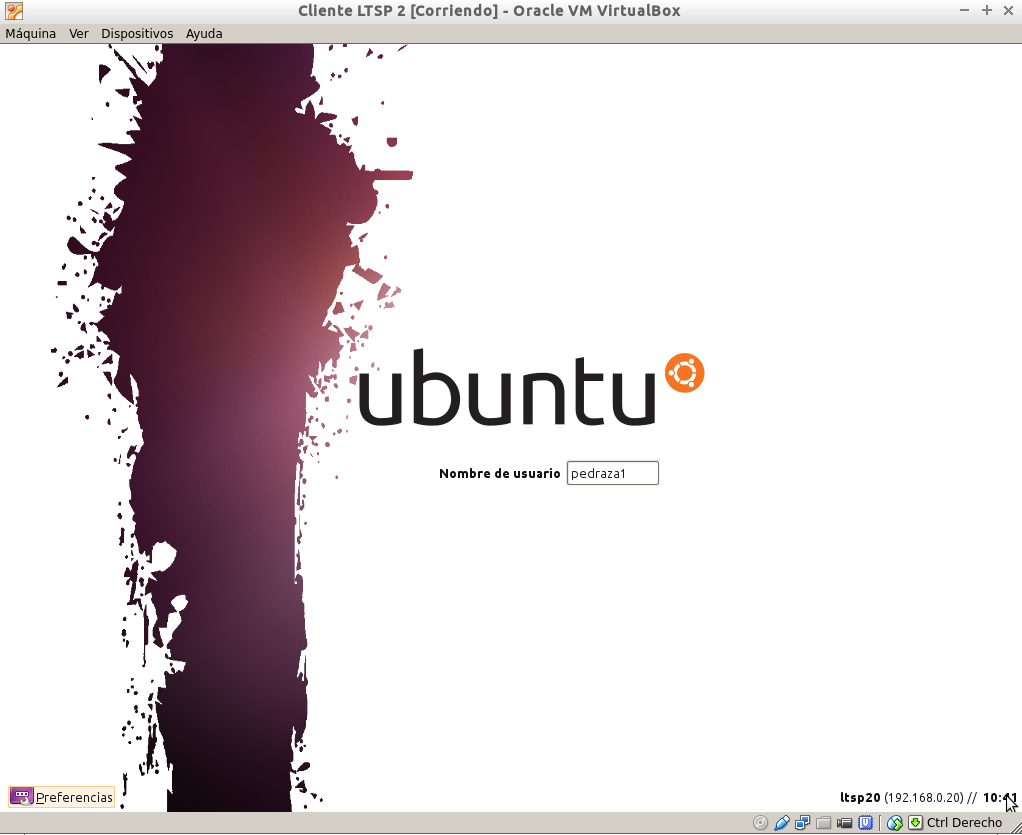 Cliente LTSP 2 [Corriendo] - Oracle VM VirtualBox
Máquina Ver Dispositivos Ayuda
ubuntu
Nombre de usuario pedraza1
Preferencias ltsp20 (192.168.0.20) // 10:41
Ctrl Derecho